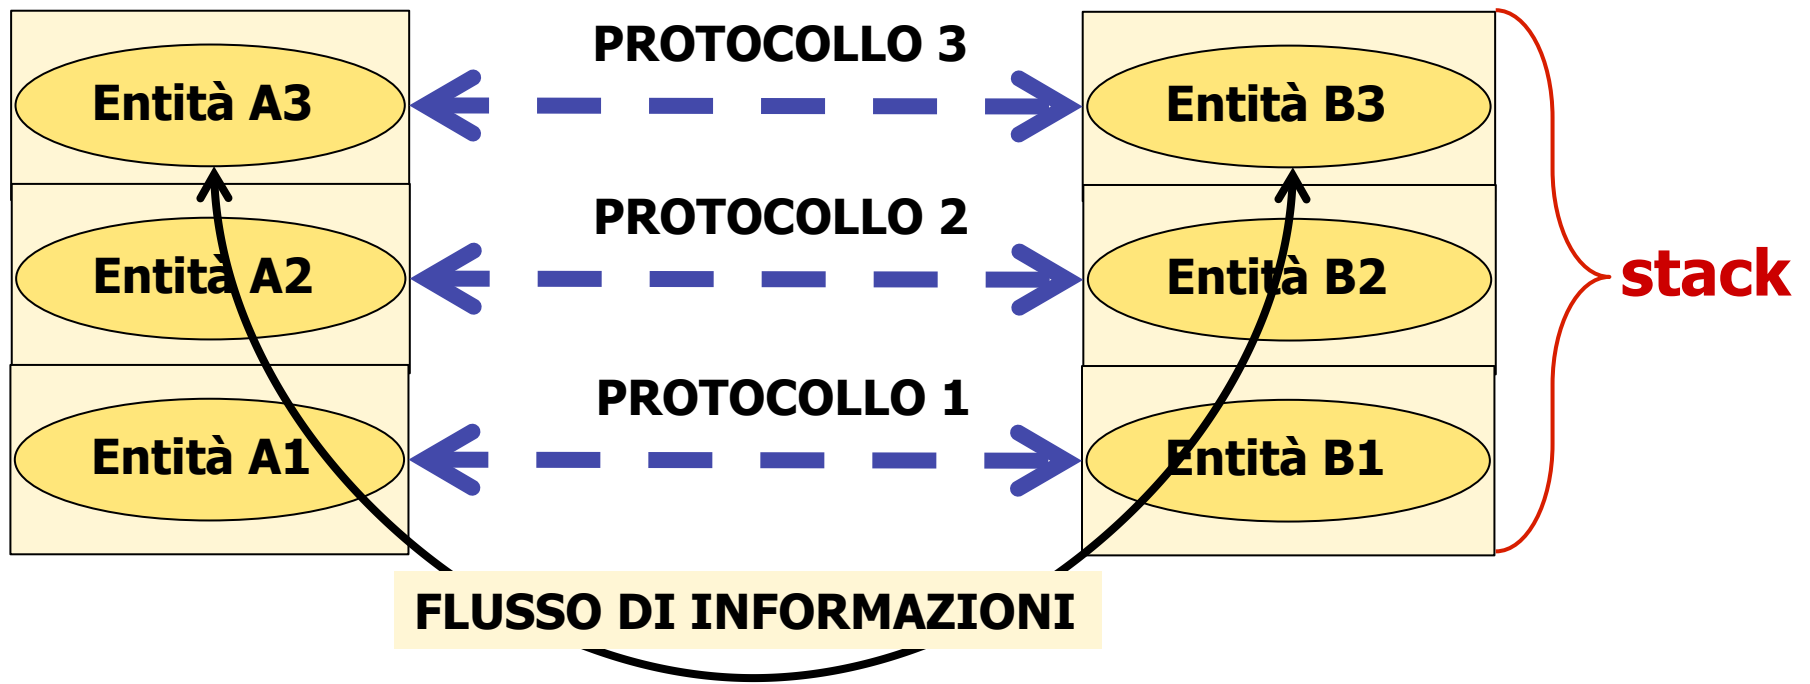 PROTOCOLLO 3
Entità A3
Entità B3
PROTOCOLLO 2
Entità A2
Entità B2
stack
PROTOCOLLO 1
Entità A1
Entità B1
FLUSSO DI INFORMAZIONI